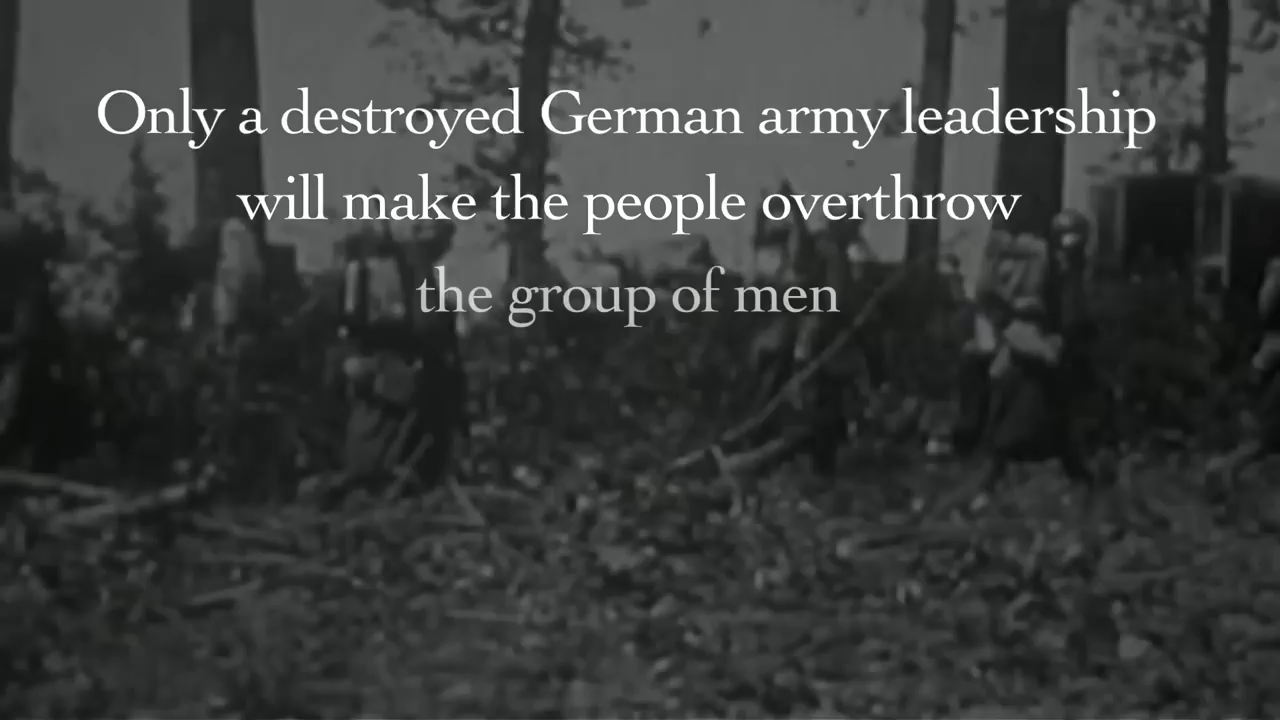 Only a destroyed German army leadership
will make the people overthrow
the group of men